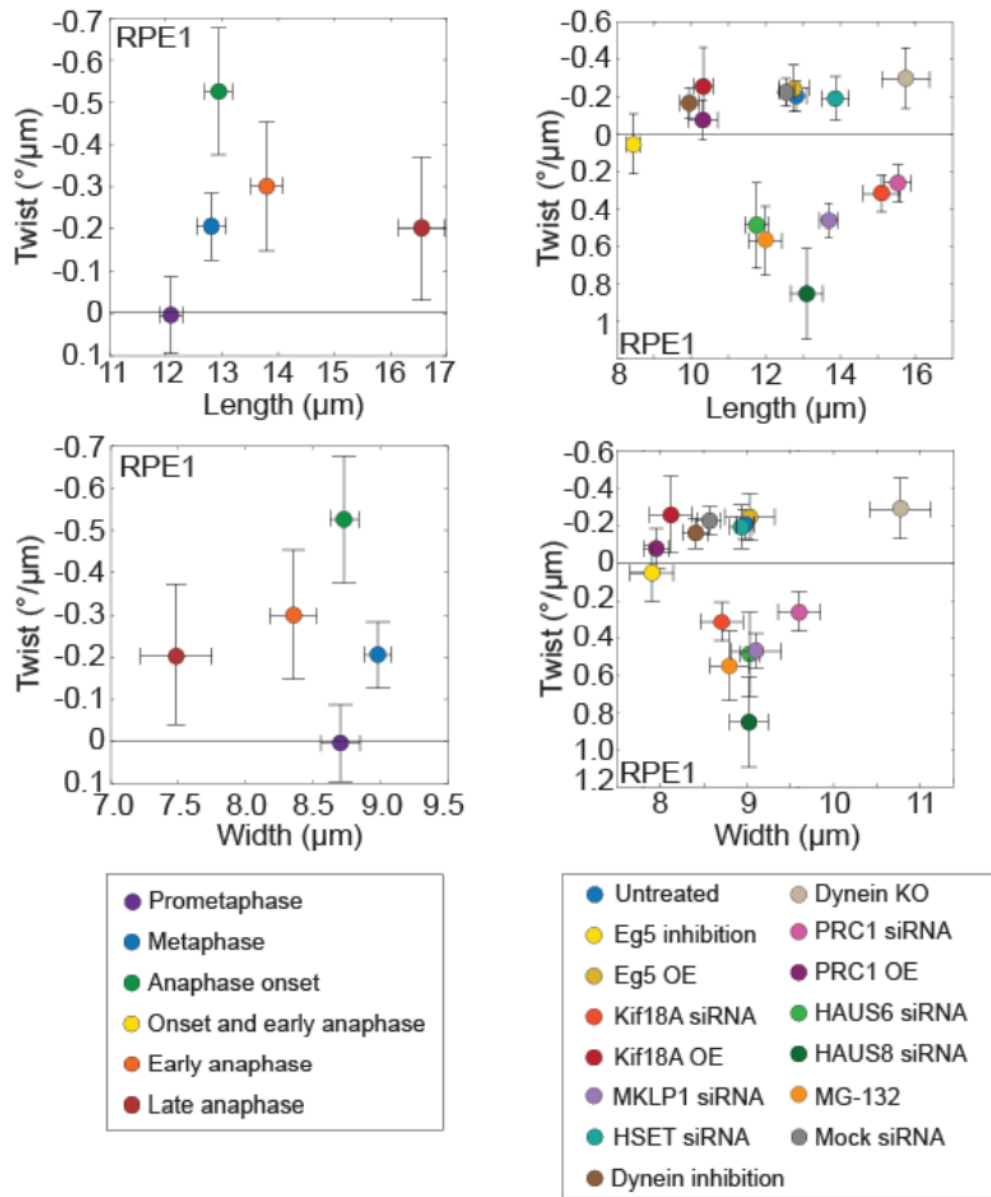 -0.7
-0.6
-0.5
-0.4
-0.3
-0.2
-0.1
0
0.1
Twist (°/µm)
RPE1
11 12 13 14 15 16 17
Length (µm)
-0.6
-0.4
-0.2
0
0.2
0.4
0.6
0.8
1
Twist (°/µm)
RPE1
8 10 12 14 16
Length (µm)
-0.7
-0.6
-0.5
-0.4
-0.3
-0.2
-0.1
0
0.1
Twist (°/µm)
RPE1
7.0 7.5 8.0 8.5 9.0 9.5
Width (µm)
-0.6
-0.4
-0.2
0
0.2
0.4
0.6
0.8
1.0
1.2
Twist (°/µm)
RPE1
8 9 10 11
Width (µm)
Prometaphase
Metaphase
Anaphase onset
Onset and early anaphase
Early anaphase
Late anaphase
Untreated
Eg5 inhibition
Eg5 OE
Kif18A siRNA
Kif18A OE
MKLP1 siRNA
HSET siRNA
Dynein inhibition
Dynein KO
PRC1 siRNA
PRC1 OE
HAUS6 siRNA
HAUS8 siRNA
MG-132
Mock siRNA